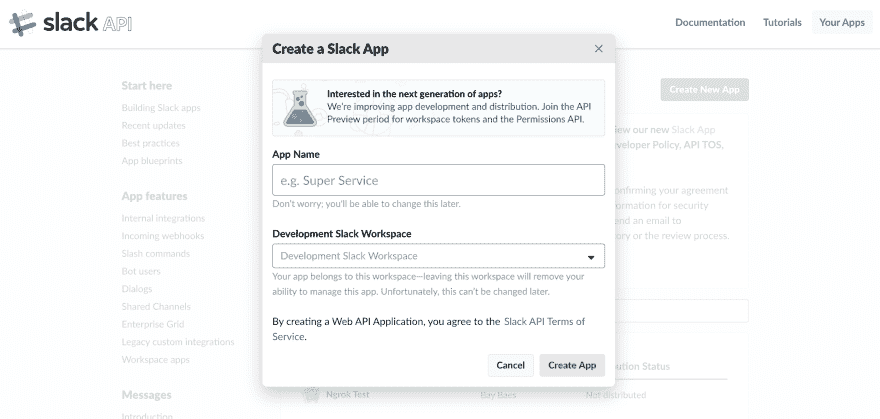 slack API
Documentation
Tutorials
Your Apps
Create a Slack App
Interested in the next generation of apps?
We're improving app development and distribution. Join the API
Preview period for workspace tokens and the Permissions API.
App Name
e.g. Super Service
Don't worry; you'll be able to change this later.
Development Slack Workspace
Development Slack Workspace
Your app belongs to this workspace—leaving this workspace will remove your
ability to manage this app. Unfortunately, this can't be changed later.
By creating a Web API Application, you agree to the Slack API Terms of
Service.
Cancel
Create App
Start here
Building Slack apps
Recent updates
Best practices
App blueprints
App features
Internal integrations
Incoming webhooks
Slash commands
Bot users
Dialogs
Shared Channels
Enterprise Grid
Legacy custom integrations
Workspace apps
Messages
Introduction
Create New App
iew our new Slack App
eveloper Policy, API TOS,
onfirming your agreement
ormation for security
end an email to
ory or the review process.
ution Status
Ngrok Test
Bay Bacs
Not distributed